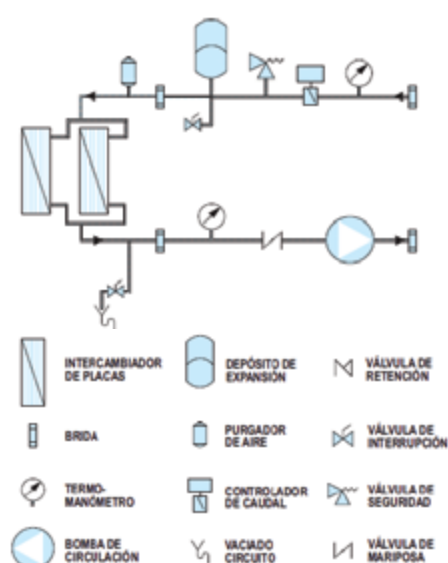 INTERCAMBIADOR
DE PLACAS
DEPÓSITO DE
EXPANSIÓN
VÁLVULA DE
RETENCIÓN
BRIDA
PURGADOR
DE AIRE
VÁLVULA DE
INTERRUPCIÓN
TERMO-
MANÓMETRO
CONTROLADOR
DE CAUDAL
VÁLVULA DE
SEGURIDAD
BOMBA DE
CIRCULACIÓN
VACIADO
CIRCUITO
VÁLVULA DE
MARIPOSA